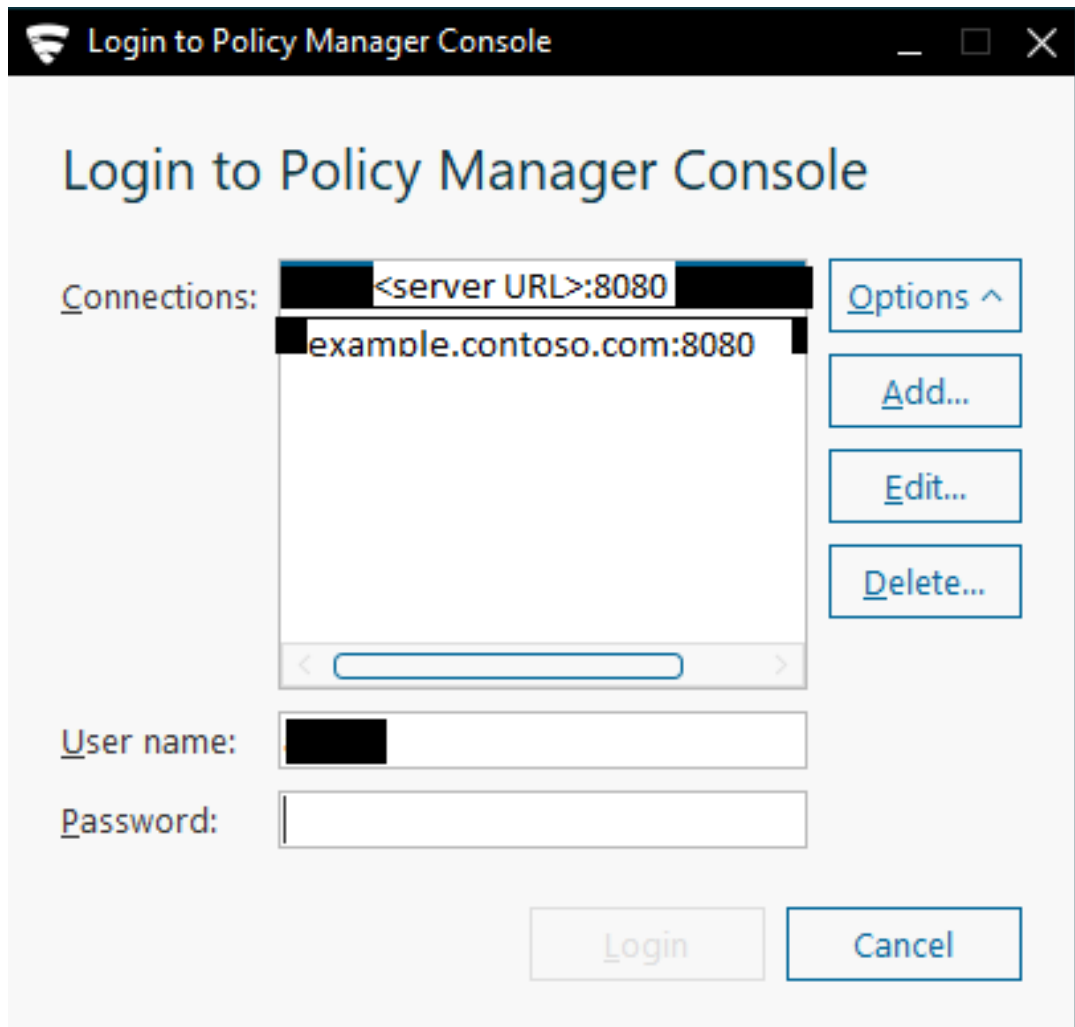 Login to Policy Manager Console
Login to Policy Manager Console
Connections:
<server URL>:8080
example.contoso.com:8080
Options
Add...
Edit...
Delete...
User name:
Password:
Login
Cancel